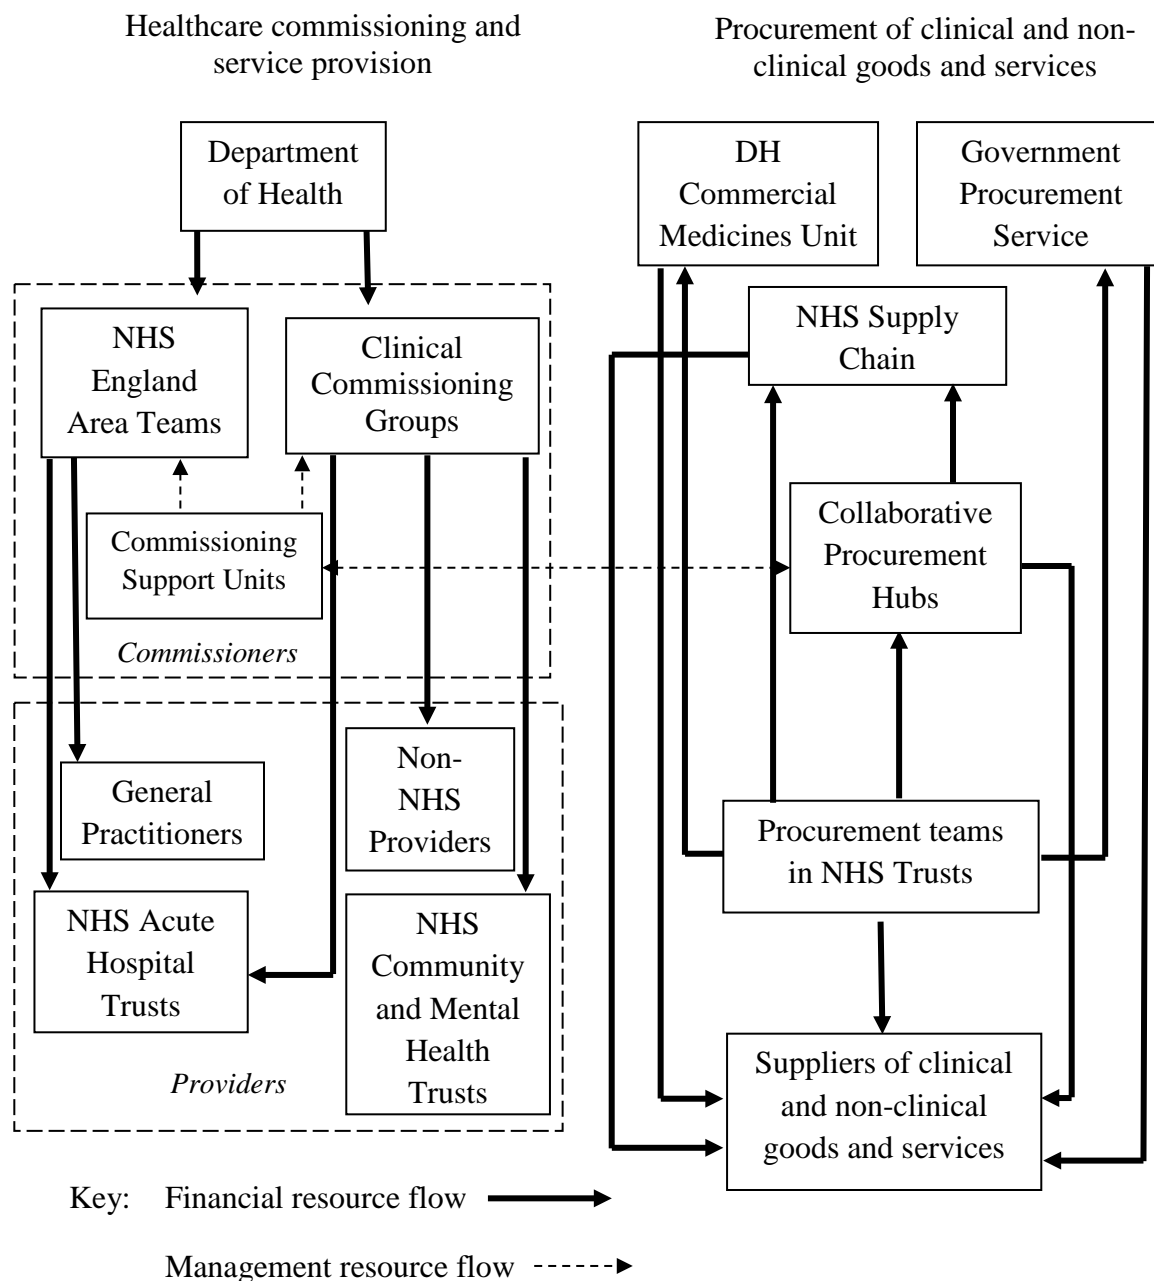 Healthcare commissioning and
service provision
Procurement of clinical and non-
clinical goods and services
Department
of Health
DH
Commercial
Medicines Unit
Government
Procurement
Service
NHS
England
Area Teams
Clinical
Commissioning
Groups
NHS Supply
Chain
Commissioning
Support Units
Collaborative
Procurement
Hubs
Commissioners
General
Practitioners
Non-
NHS
Providers
Procurement teams
in NHS Trusts
NHS Acute
Hospital
Trusts
NHS
Community
and Mental
Health
Trusts
Providers
Suppliers of clinical
and non-clinical
goods and services
Key: Financial resource flow
Management resource flow